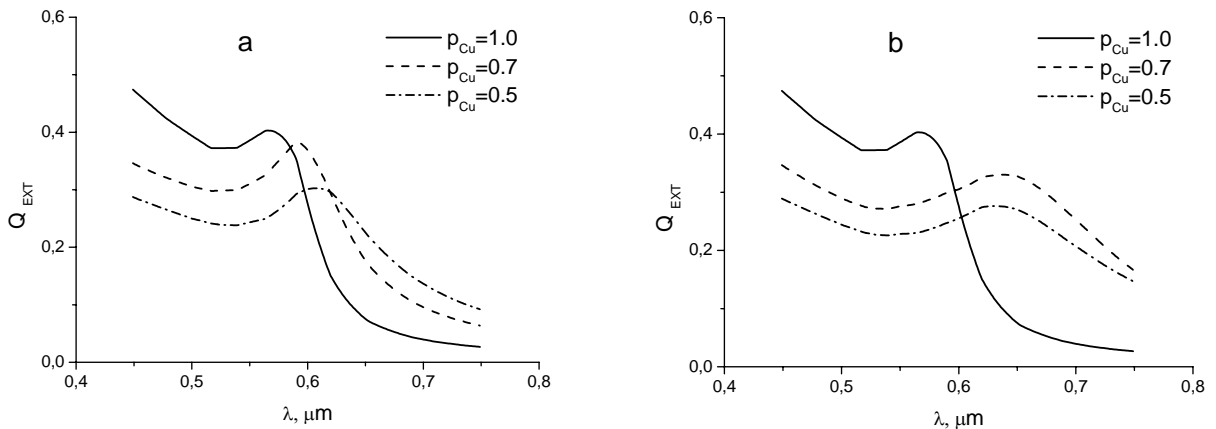 a
p_Cu=1.0
p_Cu=0.7
p_Cu=0.5
0,6
0,4
0,2
0,0
Q_EXT
0,4 0,5 0,6 0,7 0,8
λ, μm
b
p_Cu=1.0
p_Cu=0.7
p_Cu=0.5
0,6
0,4
0,2
0,0
Q_EXT
0,4 0,5 0,6 0,7 0,8
λ, μm